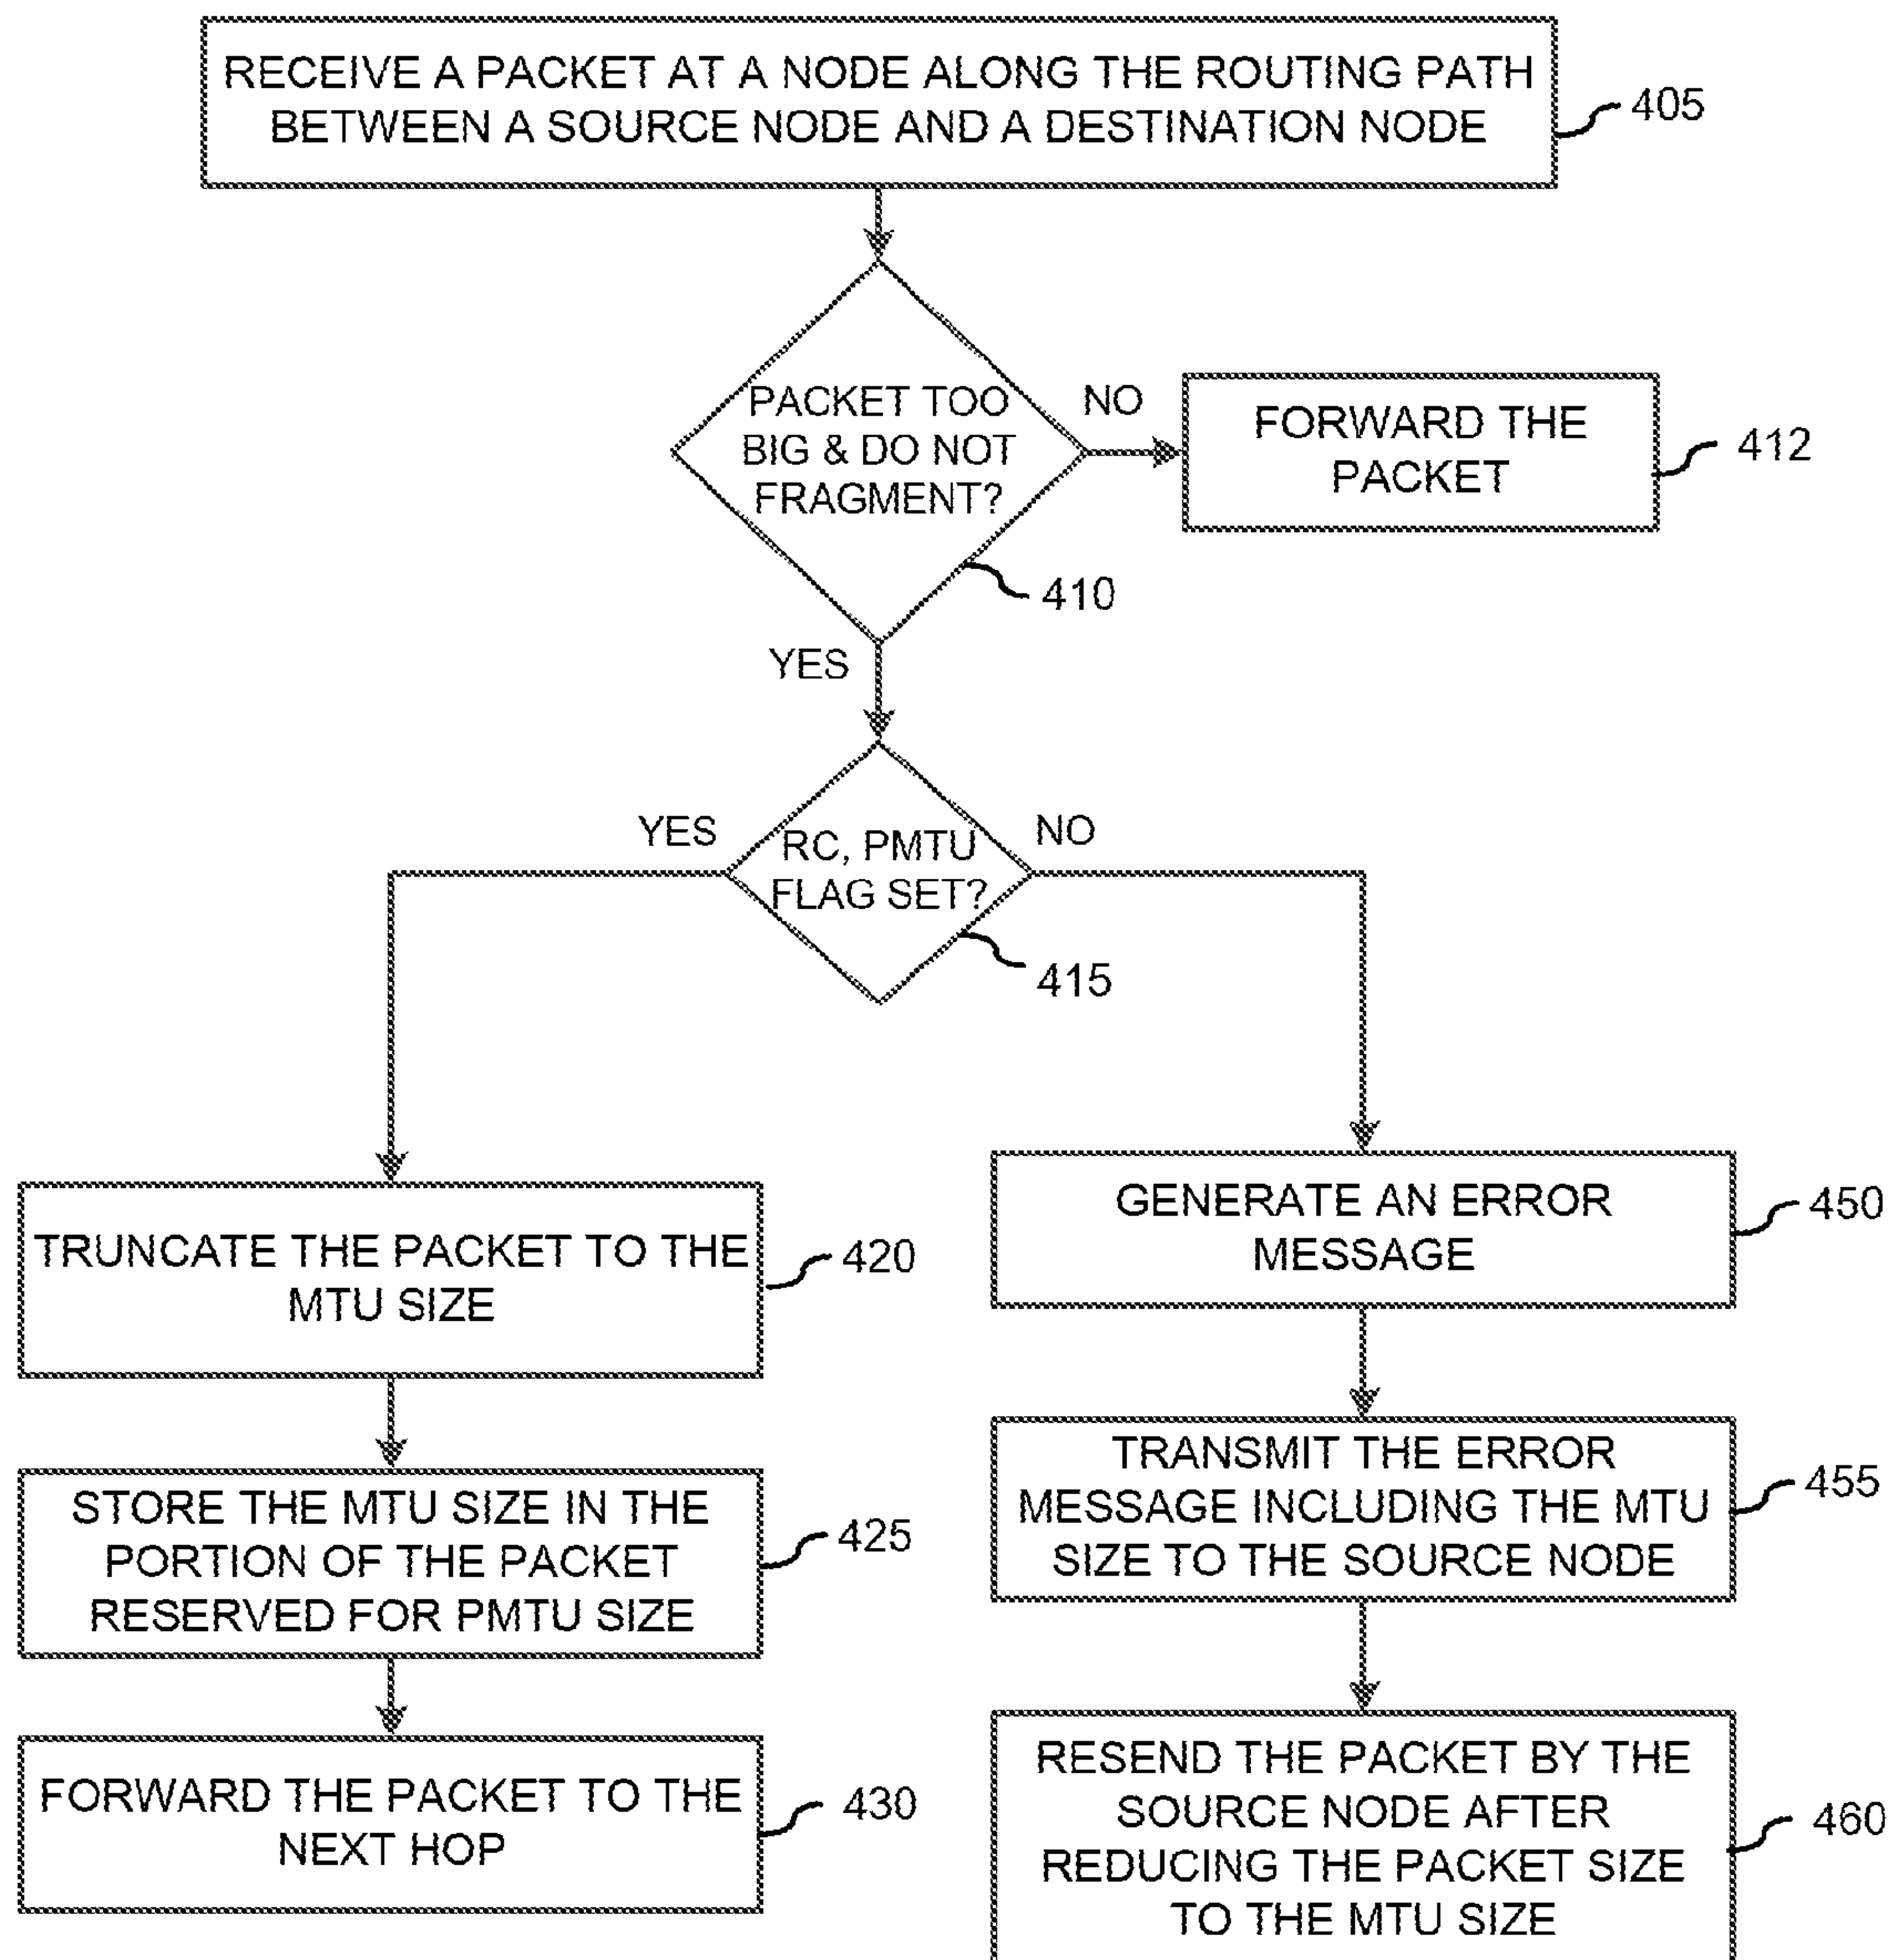 RECEIVE A PACKET AT A NODE ALONG THE ROUTING PATH
BETWEEN A SOURCE NODE AND A DESTINATION NODE
405
PACKET TOO
BIG & DO NOT
FRAGMENT?
NO
FORWARD THE
PACKET
412
410
YES
YES
RC, PMTU
FLAG SET?
NO
415
TRUNCATE THE PACKET TO THE
MTU SIZE
420
STORE THE MTU SIZE IN THE
PORTION OF THE PACKET
RESERVED FOR PMTU SIZE
425
FORWARD THE PACKET TO THE
NEXT HOP
430
GENERATE AN ERROR
MESSAGE
450
TRANSMIT THE ERROR
MESSAGE INCLUDING THE MTU
SIZE TO THE SOURCE NODE
455
RESEND THE PACKET BY THE
SOURCE NODE AFTER
REDUCING THE PACKET SIZE
TO THE MTU SIZE
460